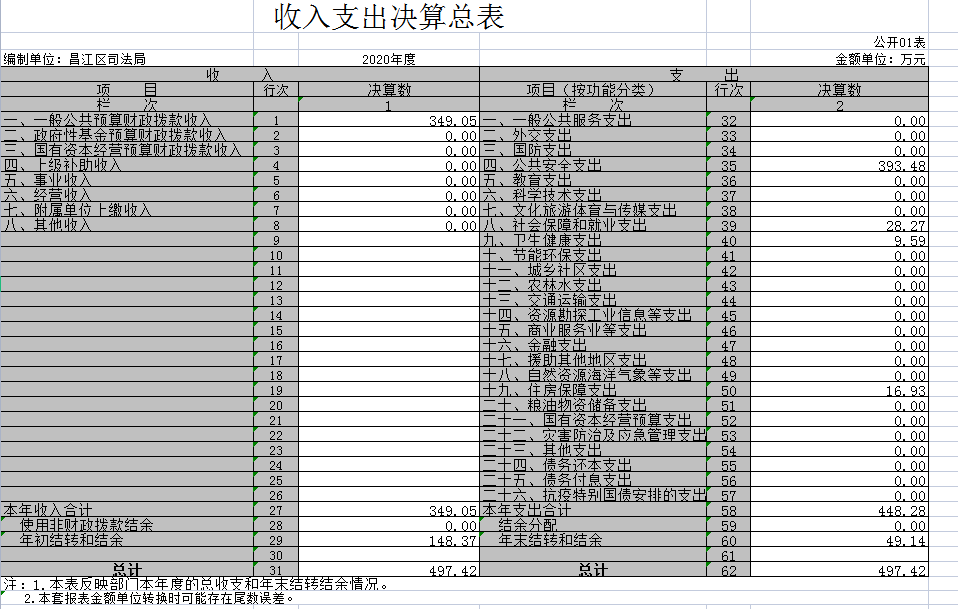 收入支出决算总表
公开01表
编制单位：昌江区司法局 2020年度 金额单位：万元
收 入 支 出
项 目 行次 决算数 项目（按功能分类） 行次 决算数
栏 次 1 栏 次 2
一、一般公共预算财政拨款收入 1 349.05 一、一般公共服务支出 32 0.00
二、政府性基金预算财政拨款收入 2 0.00 二、外交支出 33 0.00
三、国有资本经营预算财政拨款收入 3 0.00 三、国防支出 34 0.00
四、上级补助收入 4 0.00 四、公共安全支出 35 393.48
五、事业收入 5 0.00 五、教育支出 36 0.00
六、经营收入 6 0.00 六、科学技术支出 37 0.00
七、附属单位上缴收入 7 0.00 七、文化旅游体育与传媒支出 38 0.00
八、其他收入 8 0.00 八、社会保障和就业支出 39 28.27
9 九、卫生健康支出 40 9.59
10 十、节能环保支出 41 0.00
11 十一、城乡社区支出 42 0.00
12 十二、农林水支出 43 0.00
13 十三、交通运输支出 44 0.00
14 十四、资源勘探工业信息等支出 45 0.00
15 十五、商业服务业等支出 46 0.00
16 十六、金融支出 47 0.00
17 十七、援助其他地区支出 48 0.00
18 十八、自然资源海洋气象等支出 49 0.00
19 十九、住房保障支出 50 16.93
20 二十、粮油物资储备支出 51 0.00
21 二十一、国有资本经营预算支出 52 0.00
22 二十二、灾害防治及应急管理支出 53 0.00
23 二十三、其他支出 54 0.00
24 二十四、债务还本支出 55 0.00
25 二十五、债务付息支出 56 0.00
26 二十六、抗疫特别国债安排的支出 57 0.00
本年收入合计 27 349.05 本年支出合计 58 448.28
使用非财政拨款结余 28 0.00 结余分配 59 0.00
年初结转和结余 29 148.37 年末结转和结余 60 49.14
30 61
总计 31 497.42 总计 62 497.42
注：1.本表反映部门本年度的总收支和年末结转结余情况。
2.本套报表金额单位转换时可能存在尾数误差。